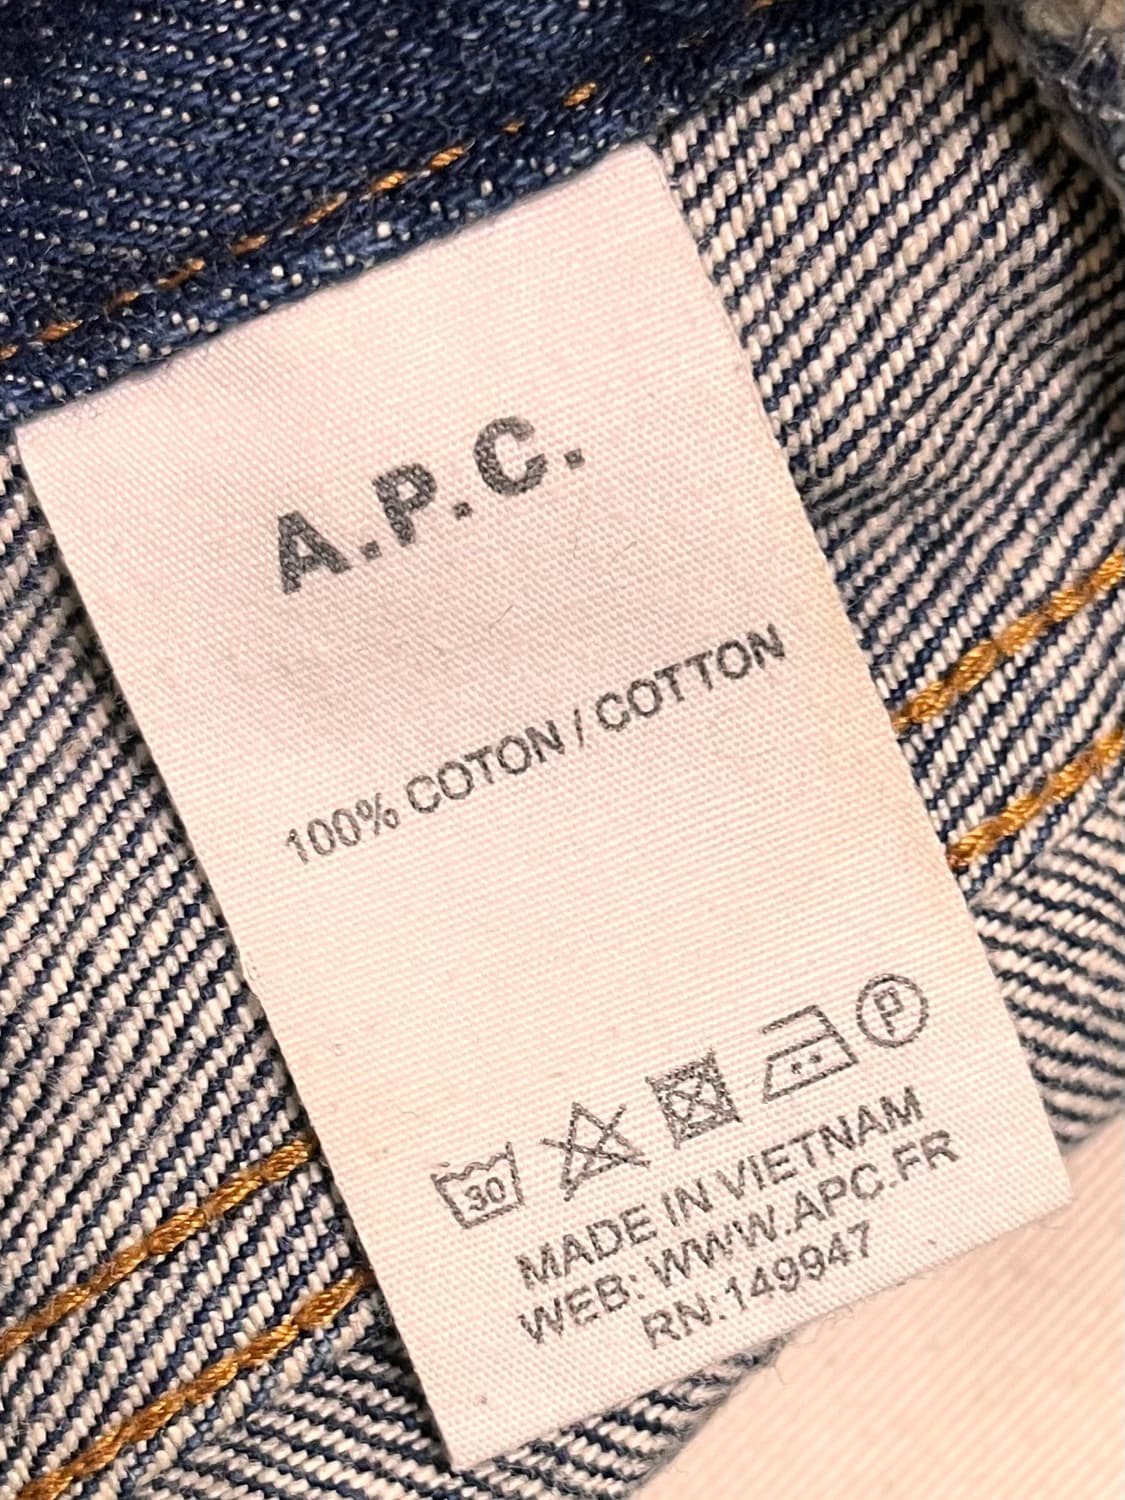 A.P.C.
100% COTON / COTTON
30 P
MADE IN VIETNAM
WEB: WWW.APC.FR
RN:149947